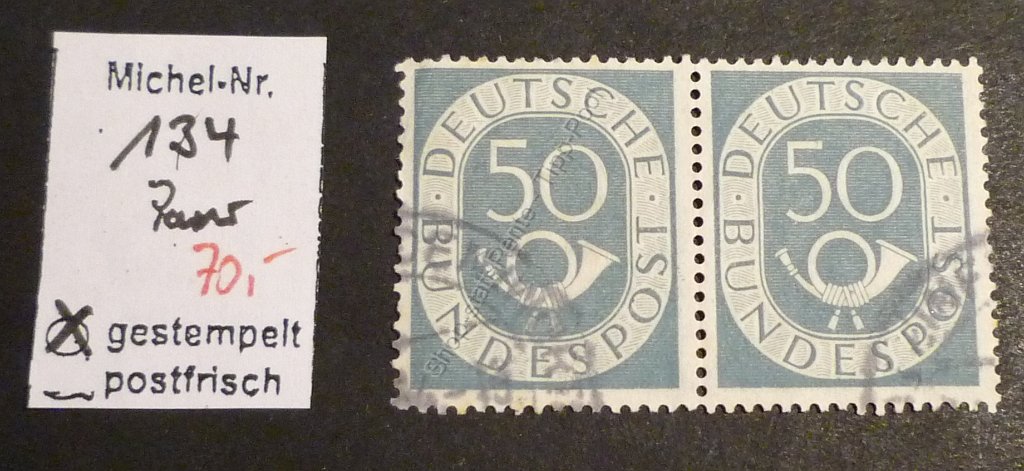 Michel-Nr.
134
Paar
70,-
gestempelt
postfrisch
DEUTSCHE
50
BUNDESPOST
DEUTSCHE
50
BUNDESPOST